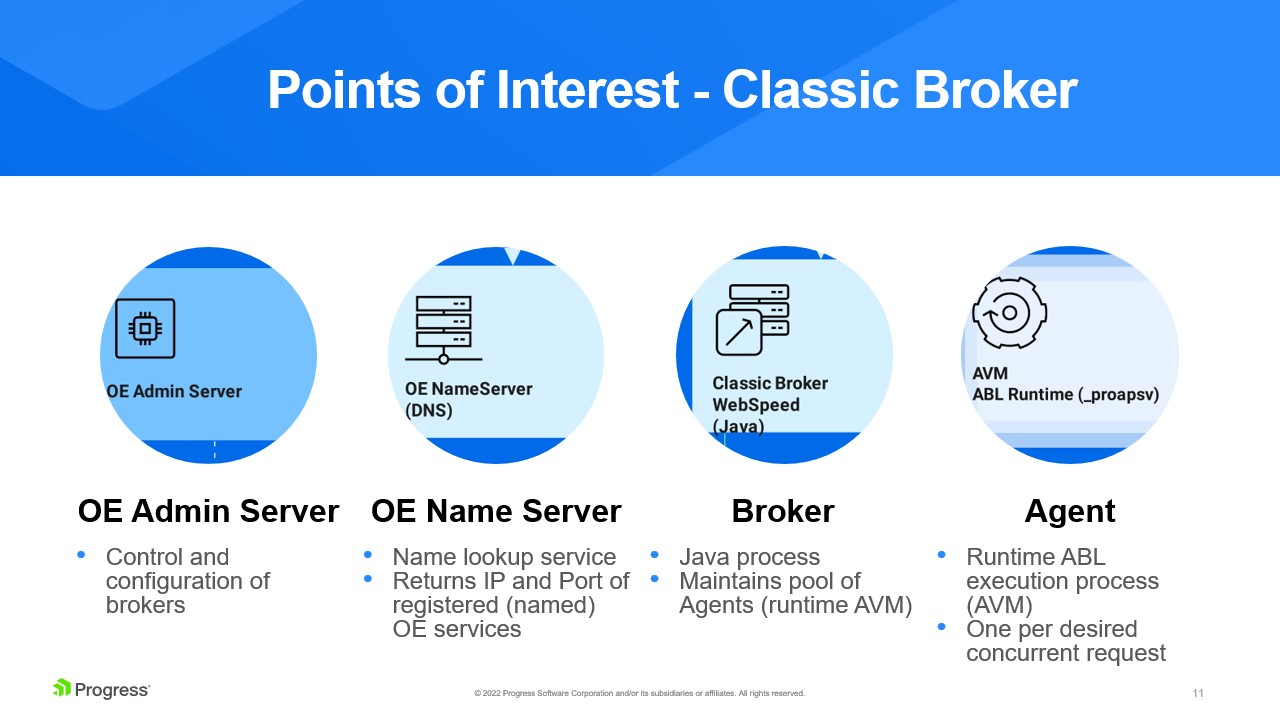 Points of Interest - Classic Broker
OE Admin Server
OE NameServer
(DNS)
Classic Broker
WebSpeed
(Java)
AVM
ABL Runtime (_proapsv)
OE Admin Server
• Control and
configuration of
brokers
OE Name Server
• Name lookup service
• Returns IP and Port of
registered (named)
OE services
Broker
• Java process
• Maintains pool of
Agents (runtime AVM)
Agent
• Runtime ABL
execution process
(AVM)
• One per desired
concurrent request
Progress
© 2022 Progress Software Corporation and/or its subsidiaries or affiliates. All rights reserved.
11